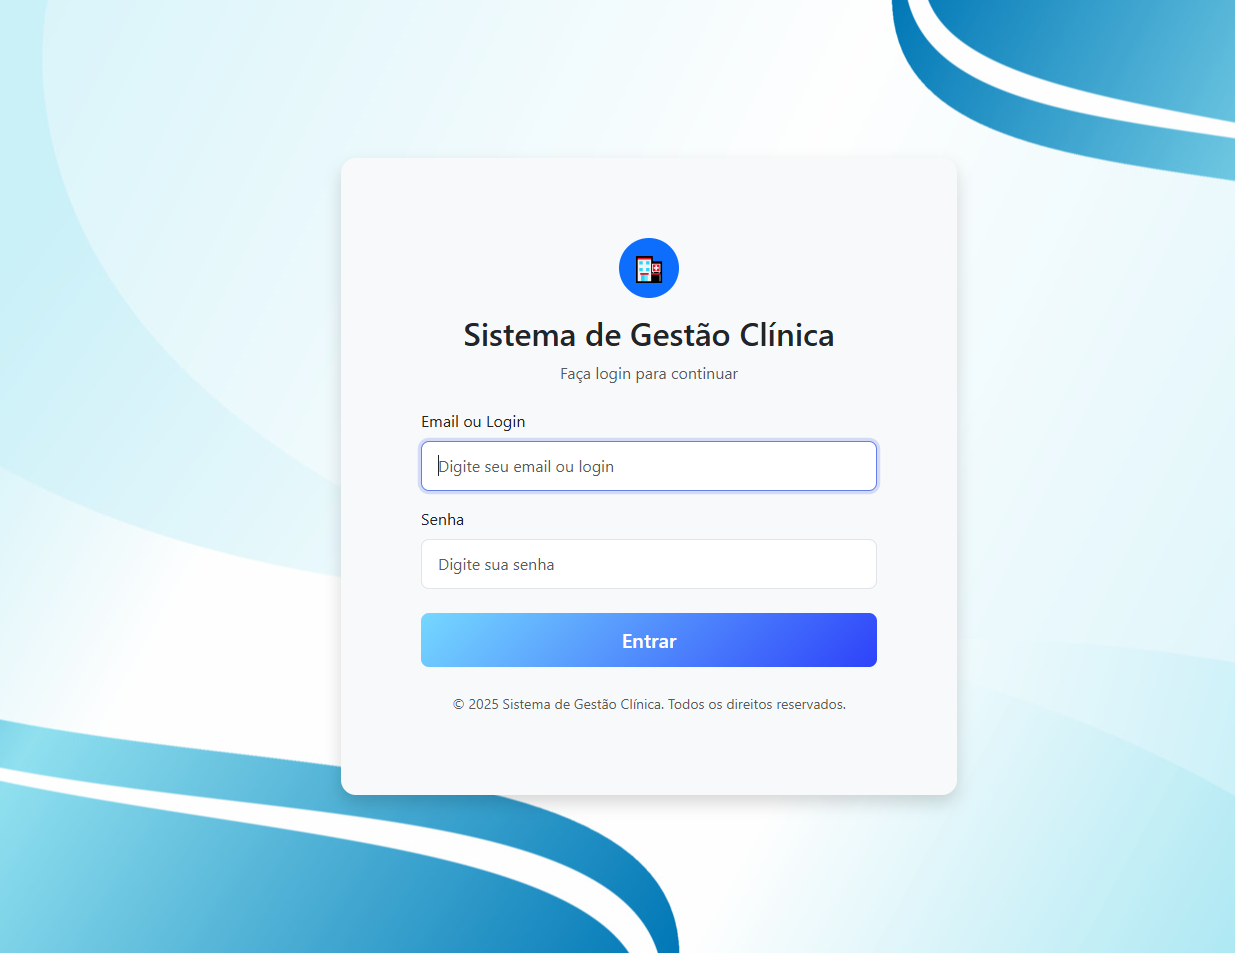 Sistema de Gestão Clínica
Faça login para continuar
Email ou Login
Digite seu email ou login
Senha
Digite sua senha
Entrar
© 2025 Sistema de Gestão Clínica. Todos os direitos reservados.